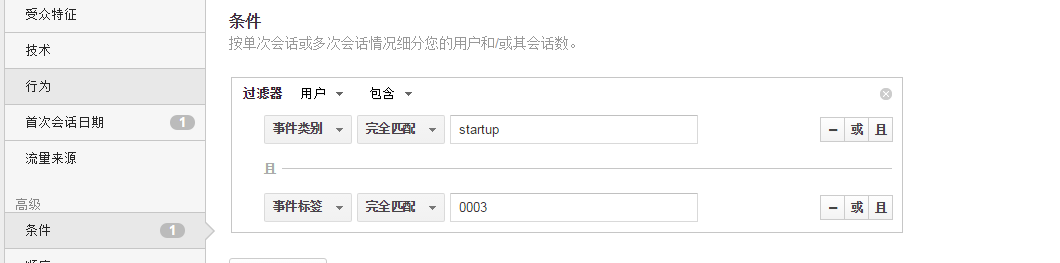 受众特征
技术
行为
首次会话日期 1
流量来源
高级
条件 1
条件
按单次会话或多次会话情况细分您的用户和/或其会话数。
过滤器 用户 包含
事件类别 完全匹配 startup − 或 且
且
事件标签 完全匹配 0003 − 或 且